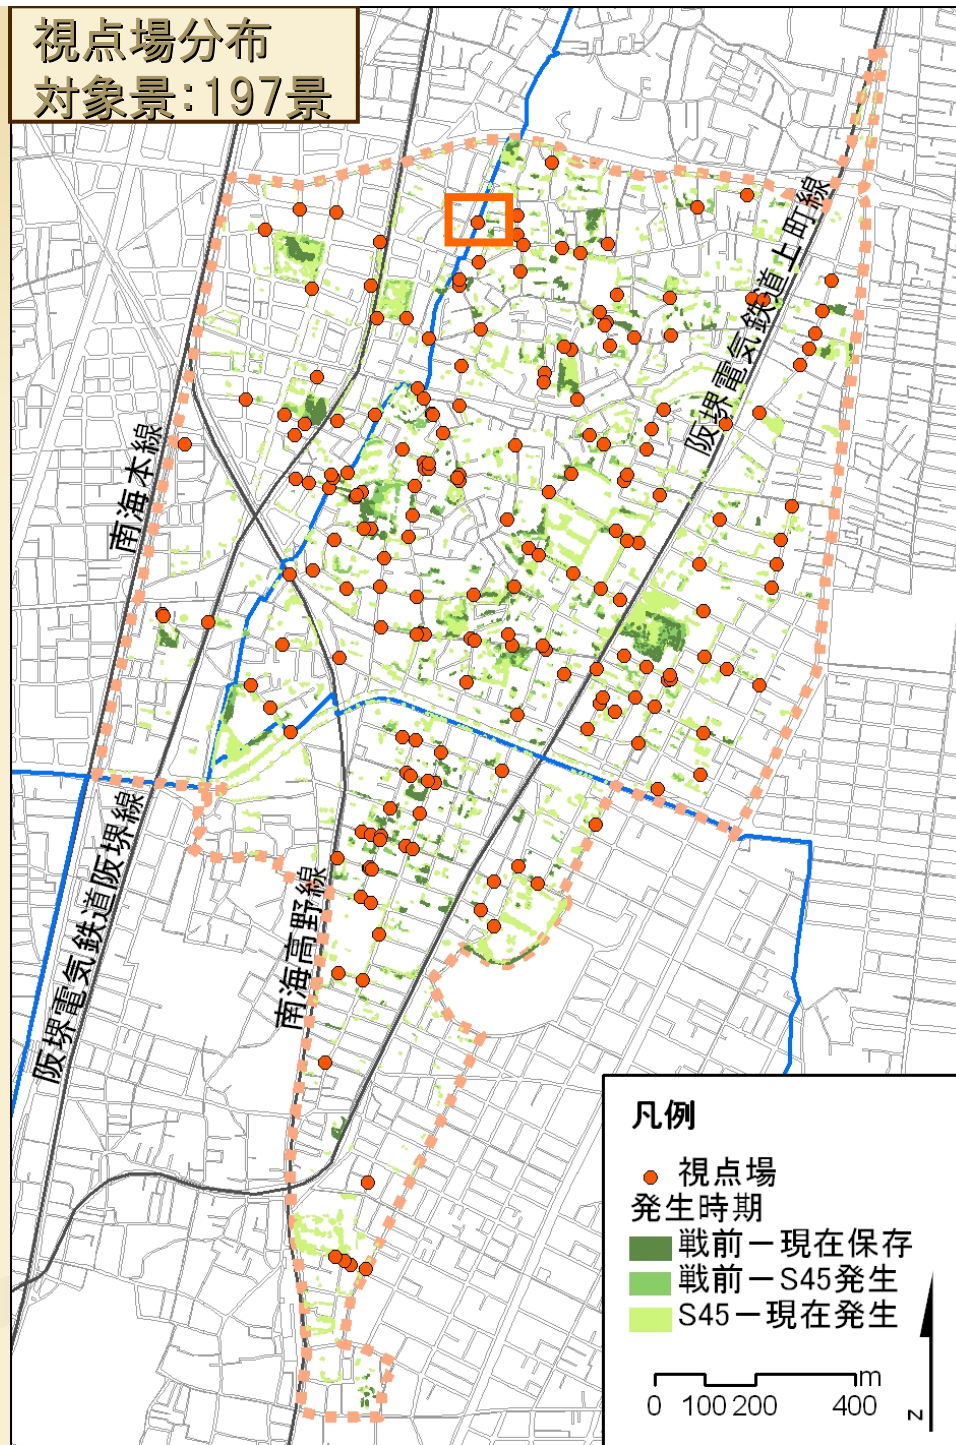 視点場分布
対象景:197景
南海本線
阪堺電気鉄道上町線
阪堺電気鉄道阪堺線
南海高野線
凡例
視点場
発生時期
戦前ー現在保存
戦前ーS45発生
S45ー現在発生
m
0 100 200 400
N